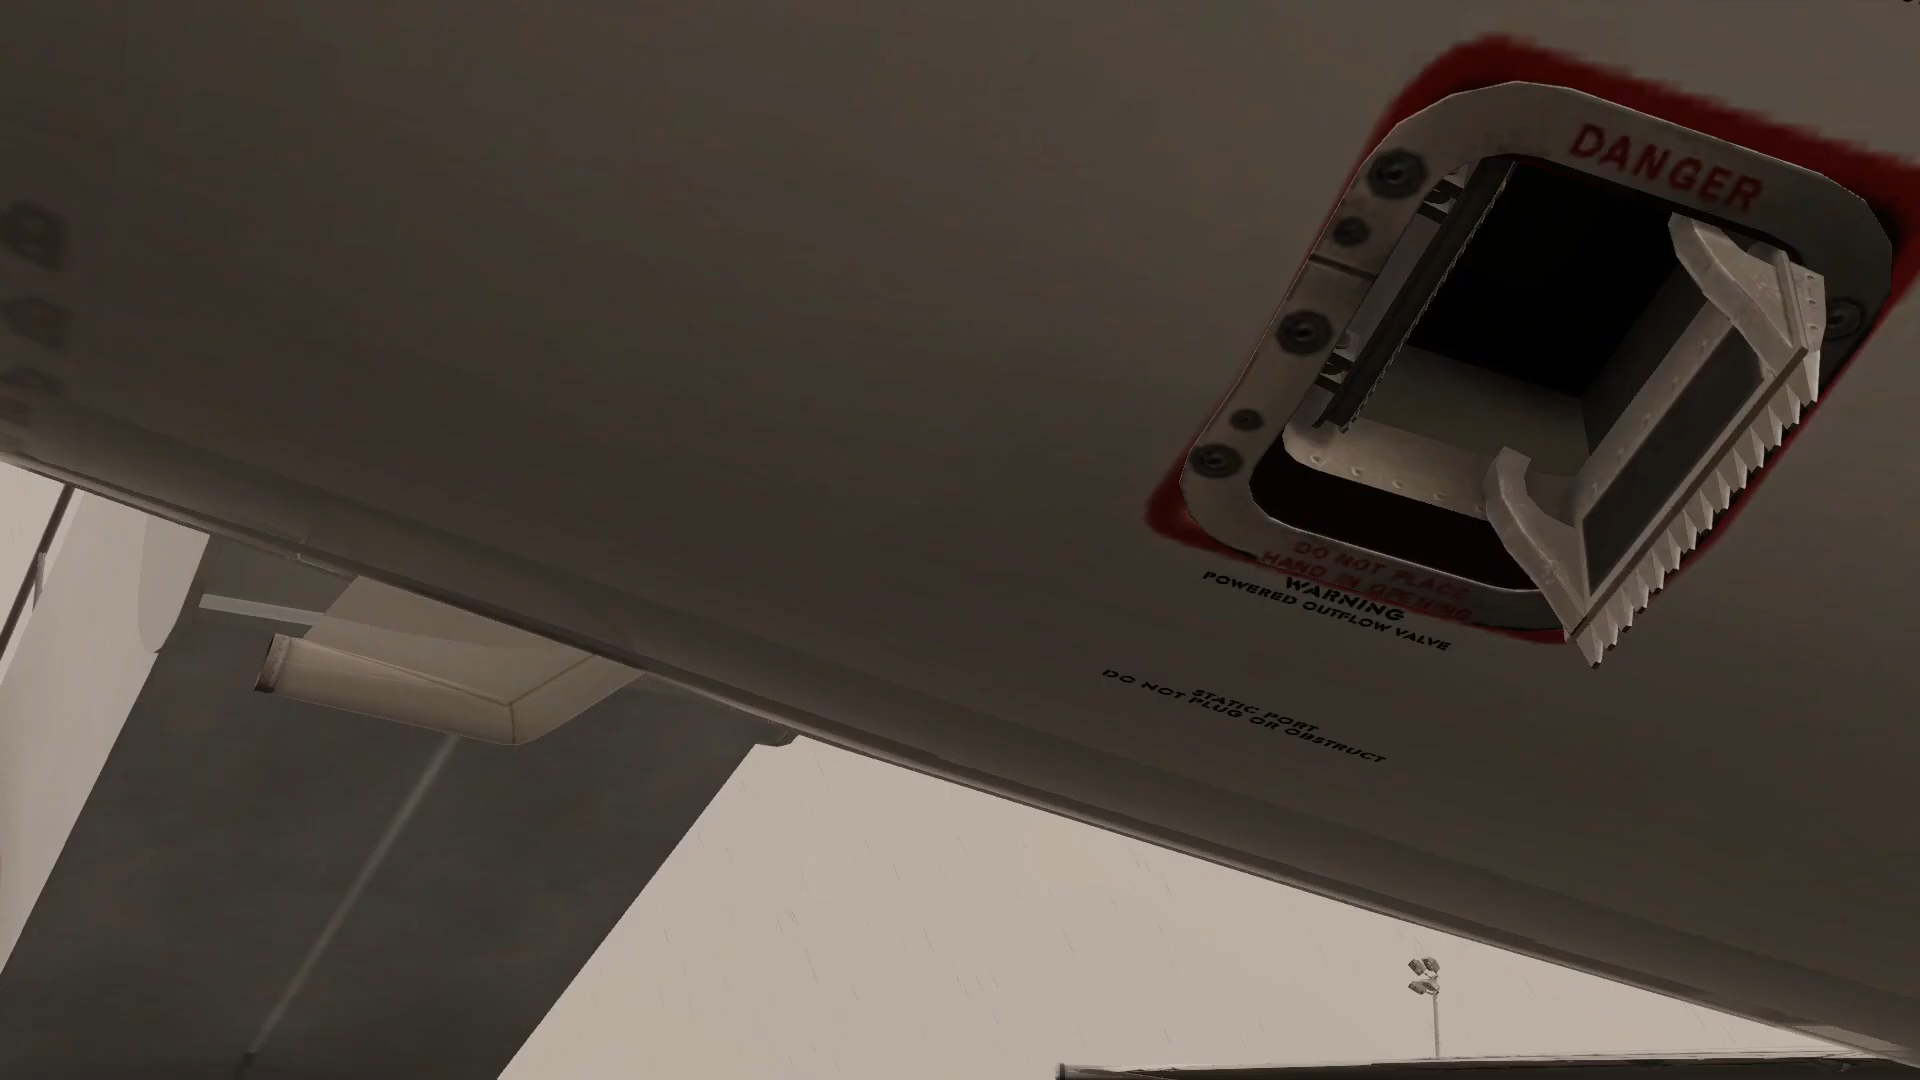 DANGER
DO NOT PLACE
HAND IN OPENING
WARNING
POWERED OUTFLOW VALVE
STATIC PORT
DO NOT PLUG OR OBSTRUCT